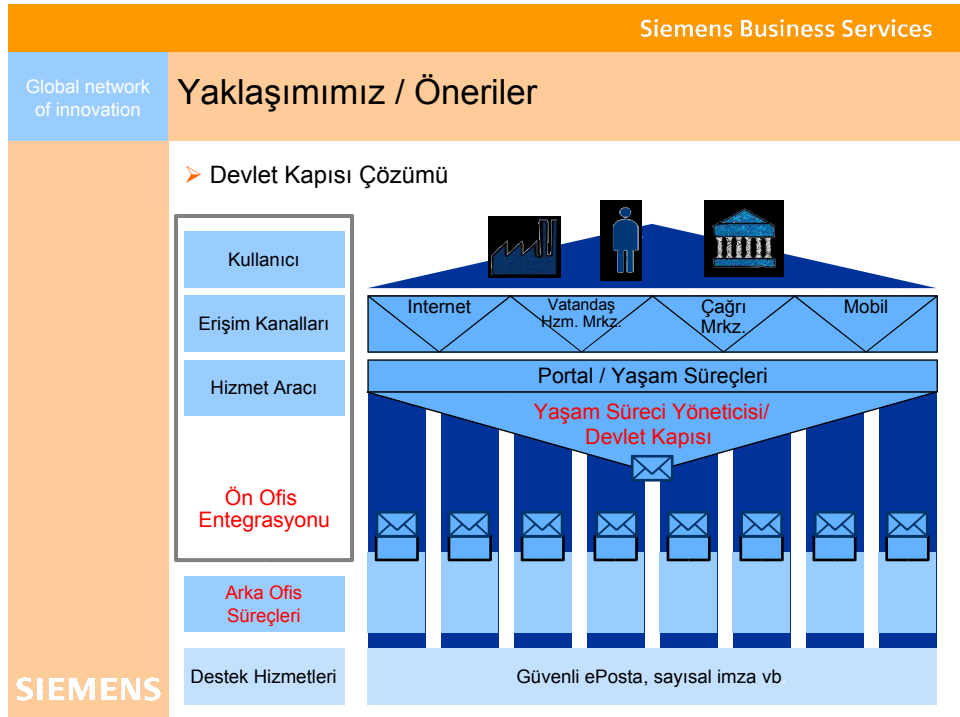 Siemens Business Services
Global network
of innovation
Yaklaşımımız / Öneriler
Devlet Kapısı Çözümü
Kullanıcı
Erişim Kanalları
Internet
Vatandaş
Hzm. Mrkz.
Çağrı
Mrkz.
Mobil
Hizmet Aracı
Portal / Yaşam Süreçleri
Yaşam Süreci Yöneticisi/
Devlet Kapısı
Ön Ofis
Entegrasyonu
Arka Ofis
Süreçleri
Destek Hizmetleri
Güvenli ePosta, sayısal imza vb.
SIEMENS